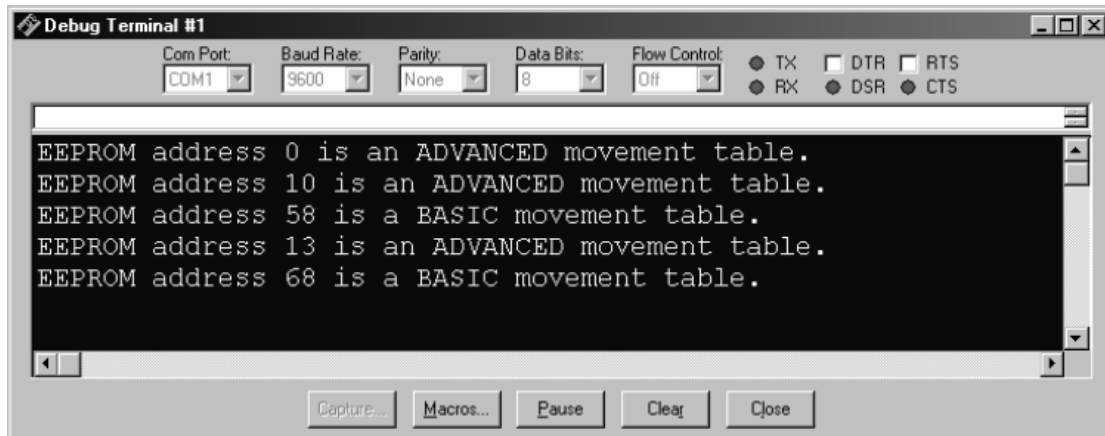 Debug Terminal #1
Com Port: Baud Rate: Parity: Data Bits: Flow Control:
COM1 9600 None 8 Off
TX DTR RTS
RX DSR CTS
EEPROM address 0 is an ADVANCED movement table.
EEPROM address 10 is an ADVANCED movement table.
EEPROM address 58 is a BASIC movement table.
EEPROM address 13 is an ADVANCED movement table.
EEPROM address 68 is a BASIC movement table.
Capture... Macros... Pause Clear Close